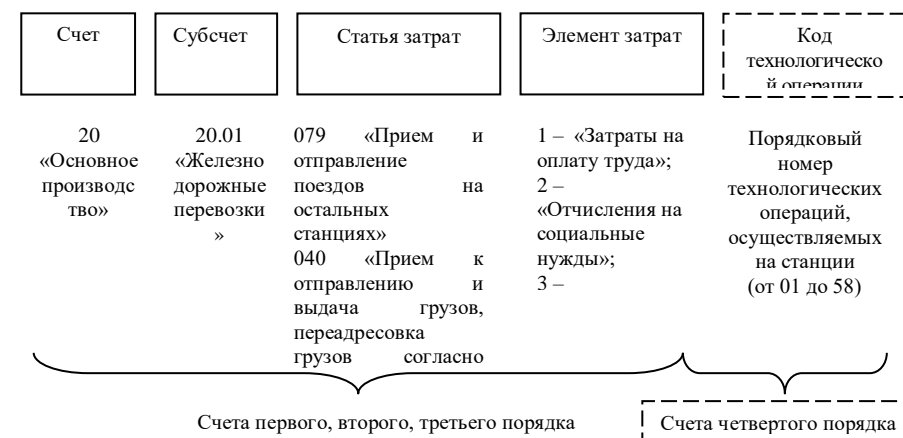 Счет
Субсчет
Статья затрат
Элемент затрат
Код
технологическо
й операции
20
«Основное
производс
тво»
20.01
«Железно
дорожные
перевозки
»
079 «Прием и
отправление
поездов на
остальных
станциях»
040 «Прием к
отправлению и
выдача грузов,
переадресовка
грузов согласно
1 – «Затраты на
оплату труда»;
2 –
«Отчисления на
социальные
нужды»;
3 –
Порядковый
номер
технологических
операций,
осуществляемых
на станции
(от 01 до 58)
Счета первого, второго, третьего порядка
Счета четвертого порядка